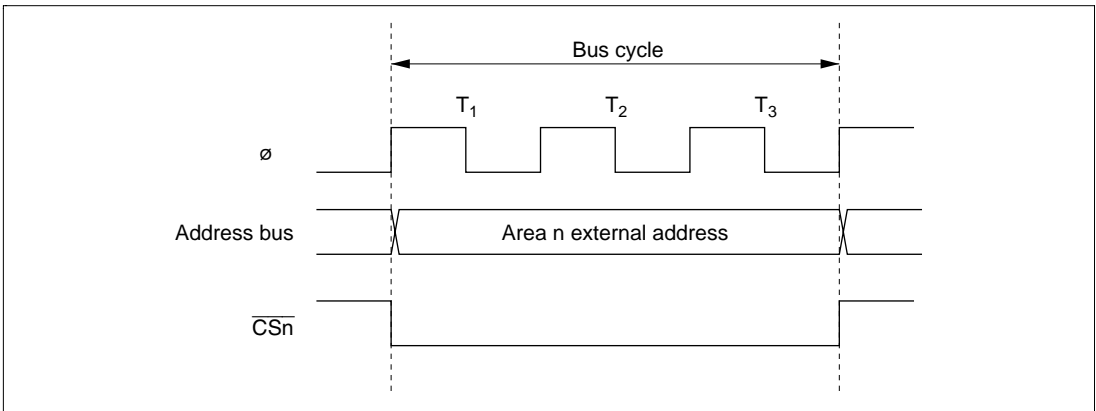 Bus cycle
T1 T2 T3
ø
Address bus Area n external address
CSn